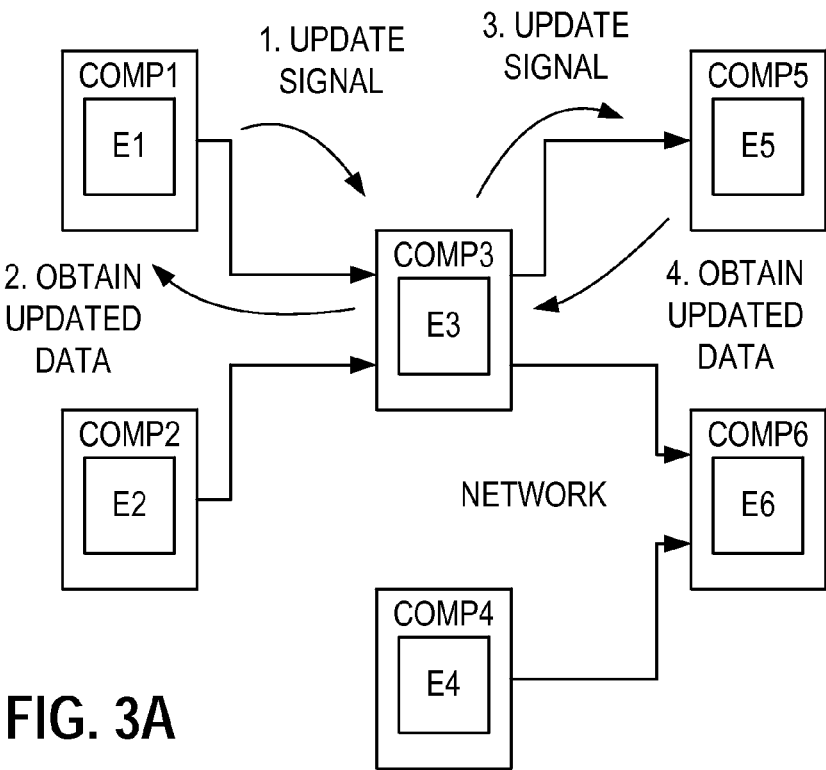 COMP1
E1
1. UPDATE
SIGNAL
3. UPDATE
SIGNAL
COMP5
E5
2. OBTAIN
UPDATED
DATA
COMP3
E3
4. OBTAIN
UPDATED
DATA
COMP2
E2
NETWORK
COMP6
E6
COMP4
E4
FIG. 3A